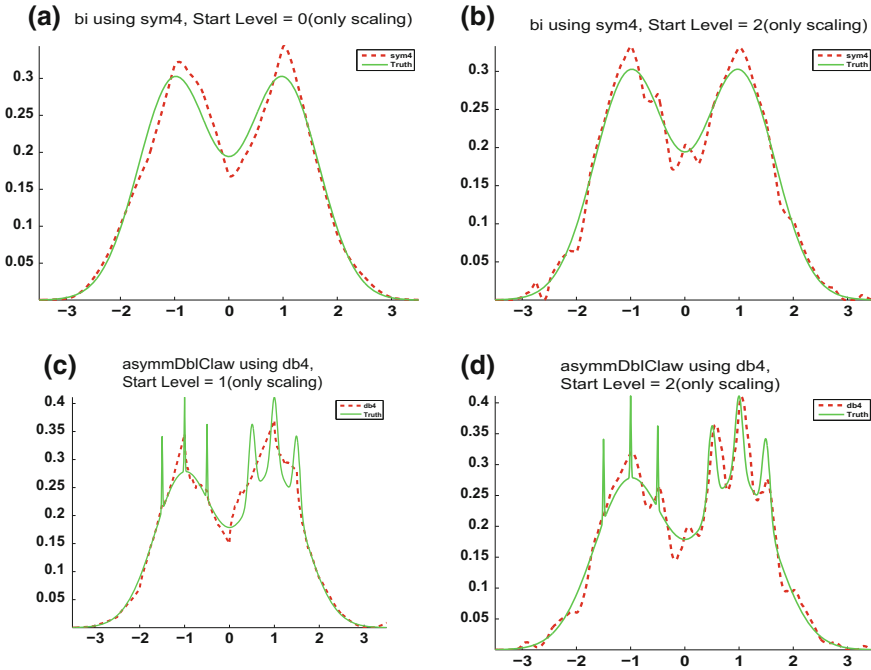 (a)
bi using sym4, Start Level = 0(only scaling)
sym4
Truth
0.3
0.25
0.2
0.15
0.1
0.05
−3 −2 −1 0 1 2 3
(b)
bi using sym4, Start Level = 2(only scaling)
sym4
Truth
0.3
0.25
0.2
0.15
0.1
0.05
−3 −2 −1 0 1 2 3
(c)
asymmDblClaw using db4,
Start Level = 1(only scaling)
db4
Truth
0.4
0.35
0.3
0.25
0.2
0.15
0.1
0.05
−3 −2 −1 0 1 2 3
(d)
asymmDblClaw using db4,
Start Level = 2(only scaling)
db4
Truth
0.4
0.35
0.3
0.25
0.2
0.15
0.1
0.05
−3 −2 −1 0 1 2 3